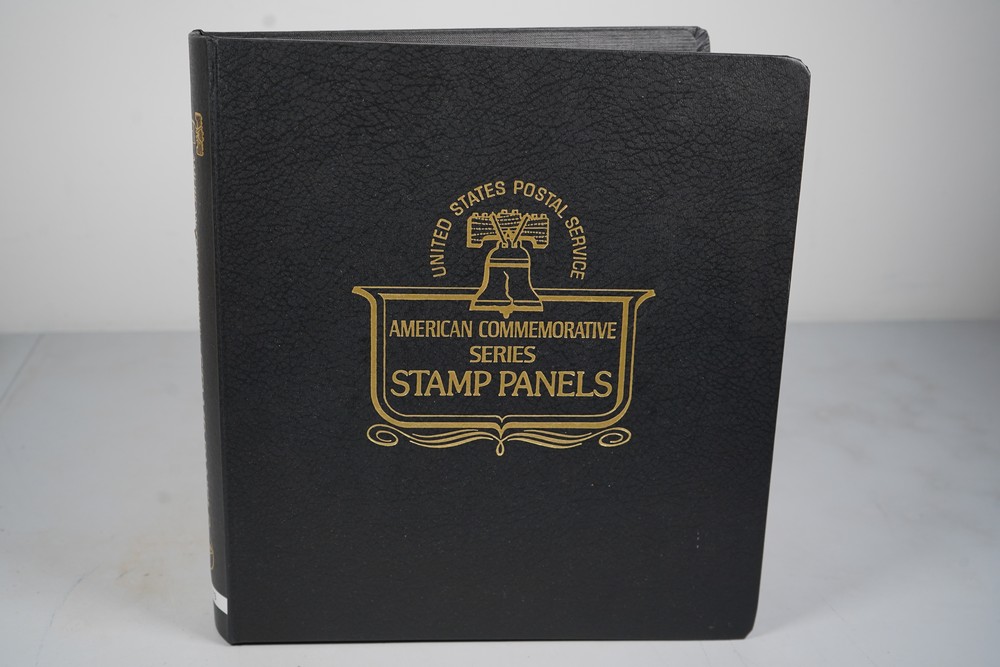 UNITED STATES POSTAL SERVICE
AMERICAN COMMEMORATIVE
SERIES
STAMP PANELS